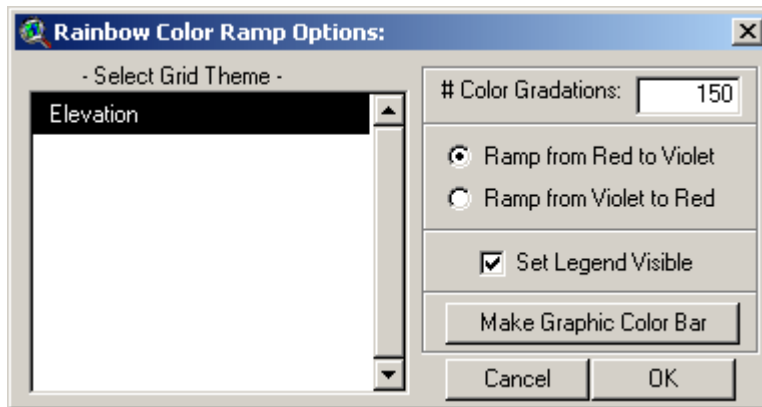 Rainbow Color Ramp Options:
- Select Grid Theme -
Elevation
# Color Gradations: 150
Ramp from Red to Violet
Ramp from Violet to Red
Set Legend Visible
Make Graphic Color Bar
Cancel OK